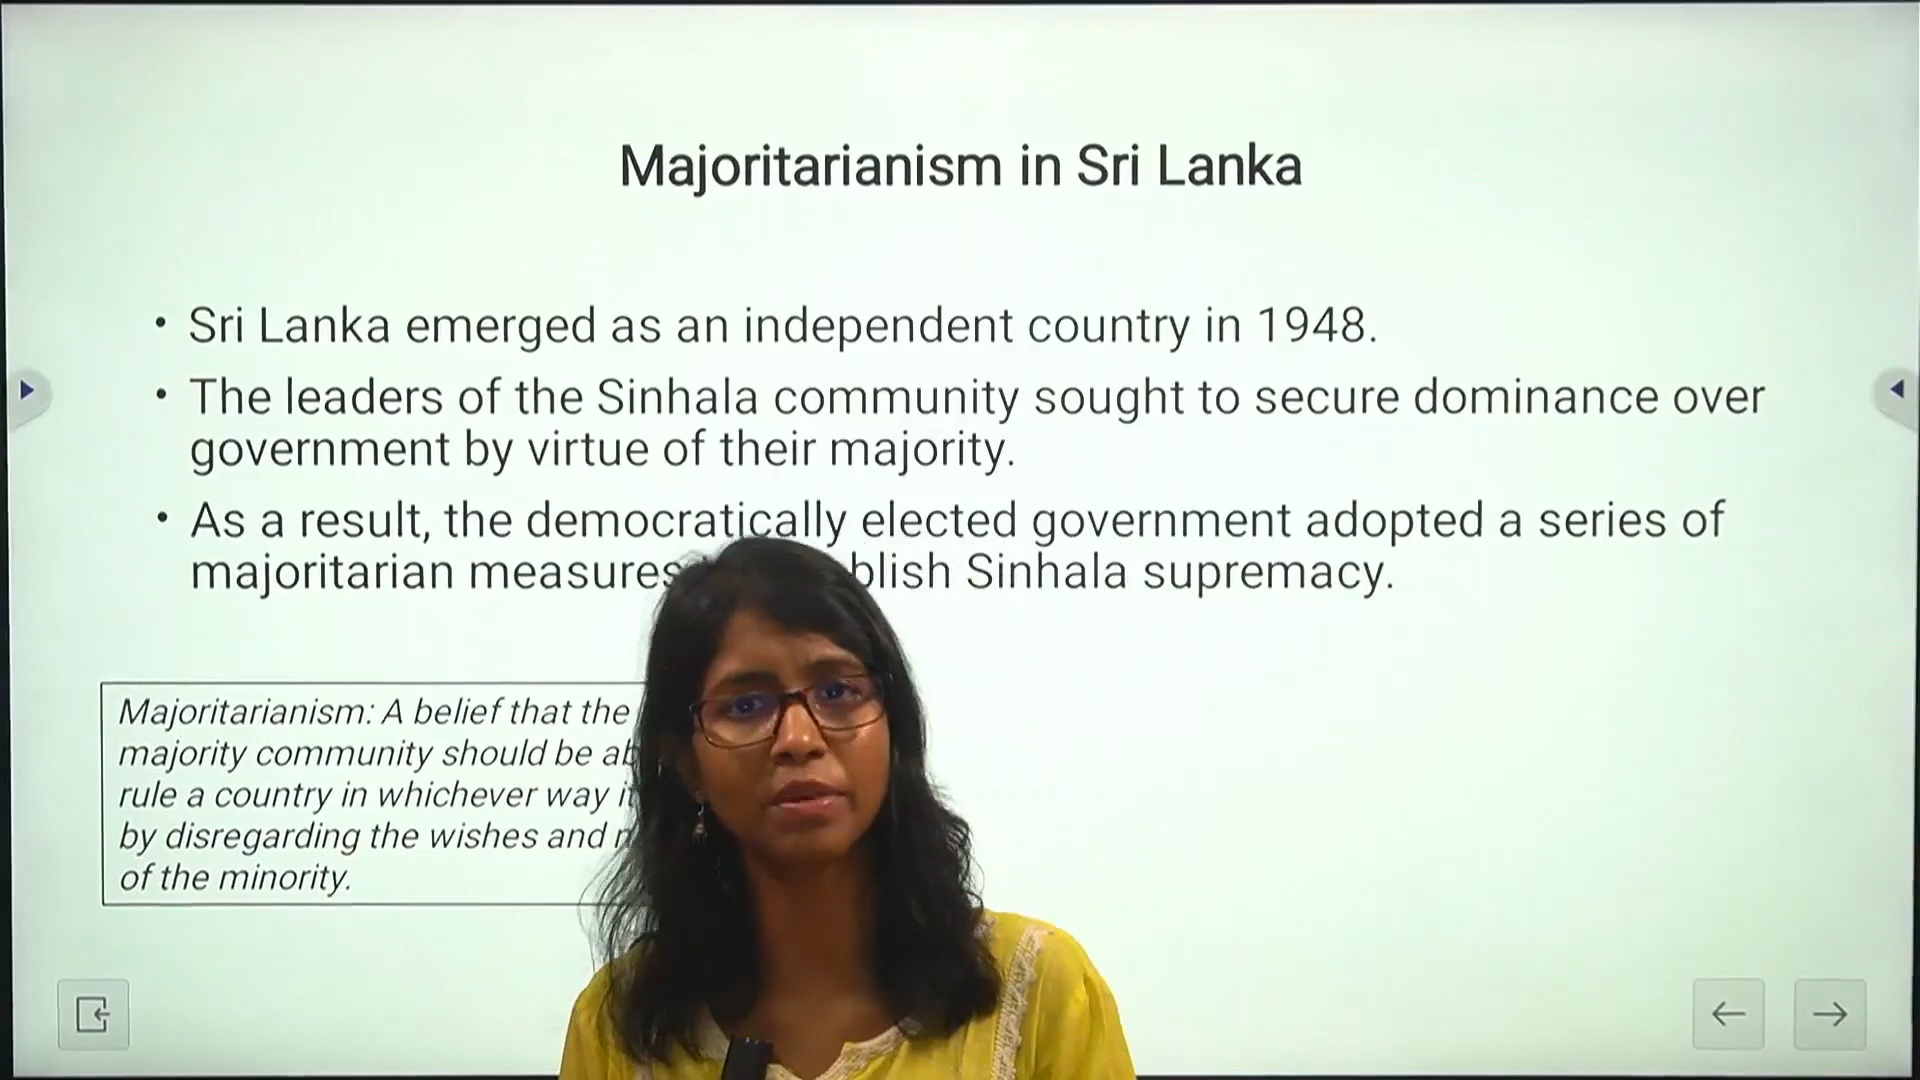 Majoritarianism in Sri Lanka
• Sri Lanka emerged as an independent country in 1948.
• The leaders of the Sinhala community sought to secure dominance over
government by virtue of their majority.
• As a result, the democratically elected government adopted a series of
majoritarian measures Sinhala supremacy.
Majoritarianism: A belief that the
majority community should be
rule a country in whichever way
by disregarding the wishes and
of the minority.